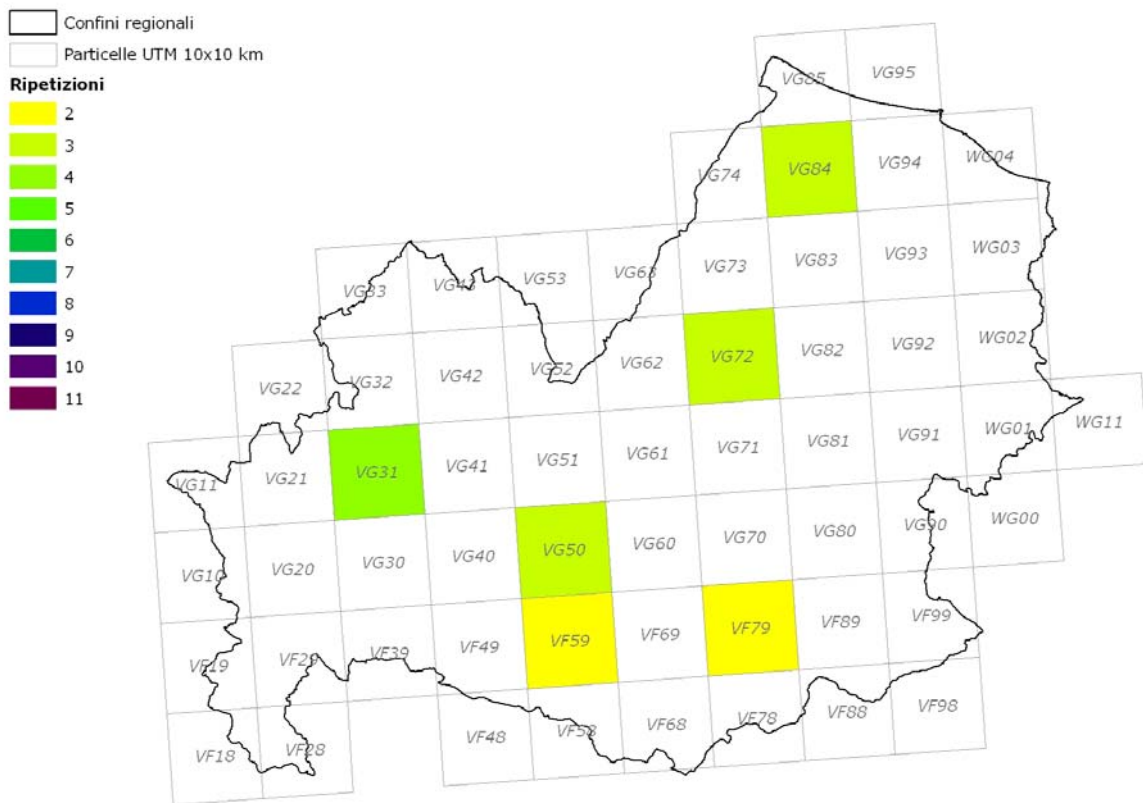 Confini regionali
Particelle UTM 10x10 km
Ripetizioni
2
3
4
5
6
7
8
9
10
11
VG85 VG95
VG74 VG84 VG94 WG04
VG33 VG43 VG53 VG63 VG73 VG83 VG93 WG03
VG22 VG32 VG42 VG52 VG62 VG72 VG82 VG92 WG02
VG11 VG21 VG31 VG41 VG51 VG61 VG71 VG81 VG91 WG01 WG11
VG10 VG20 VG30 VG40 VG50 VG60 VG70 VG80 VG90 WG00
VF19 VF29 VF39 VF49 VF59 VF69 VF79 VF89 VF99
VF18 VF28 VF48 VF58 VF68 VF78 VF88 VF98